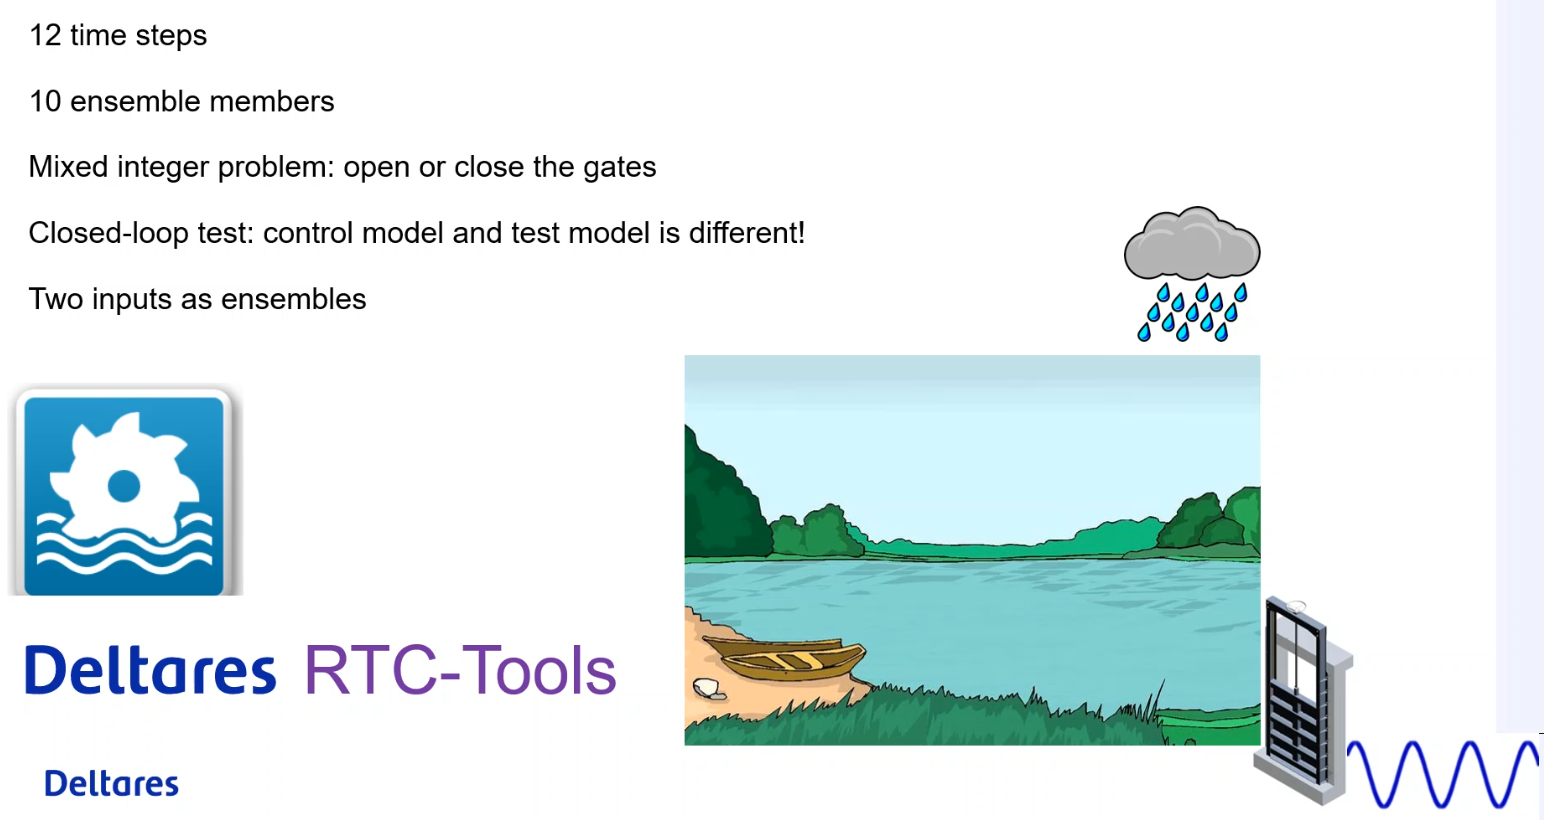 12 time steps
10 ensemble members
Mixed integer problem: open or close the gates
Closed-loop test: control model and test model is different!
Two inputs as ensembles
Deltares RTC-Tools
Deltares